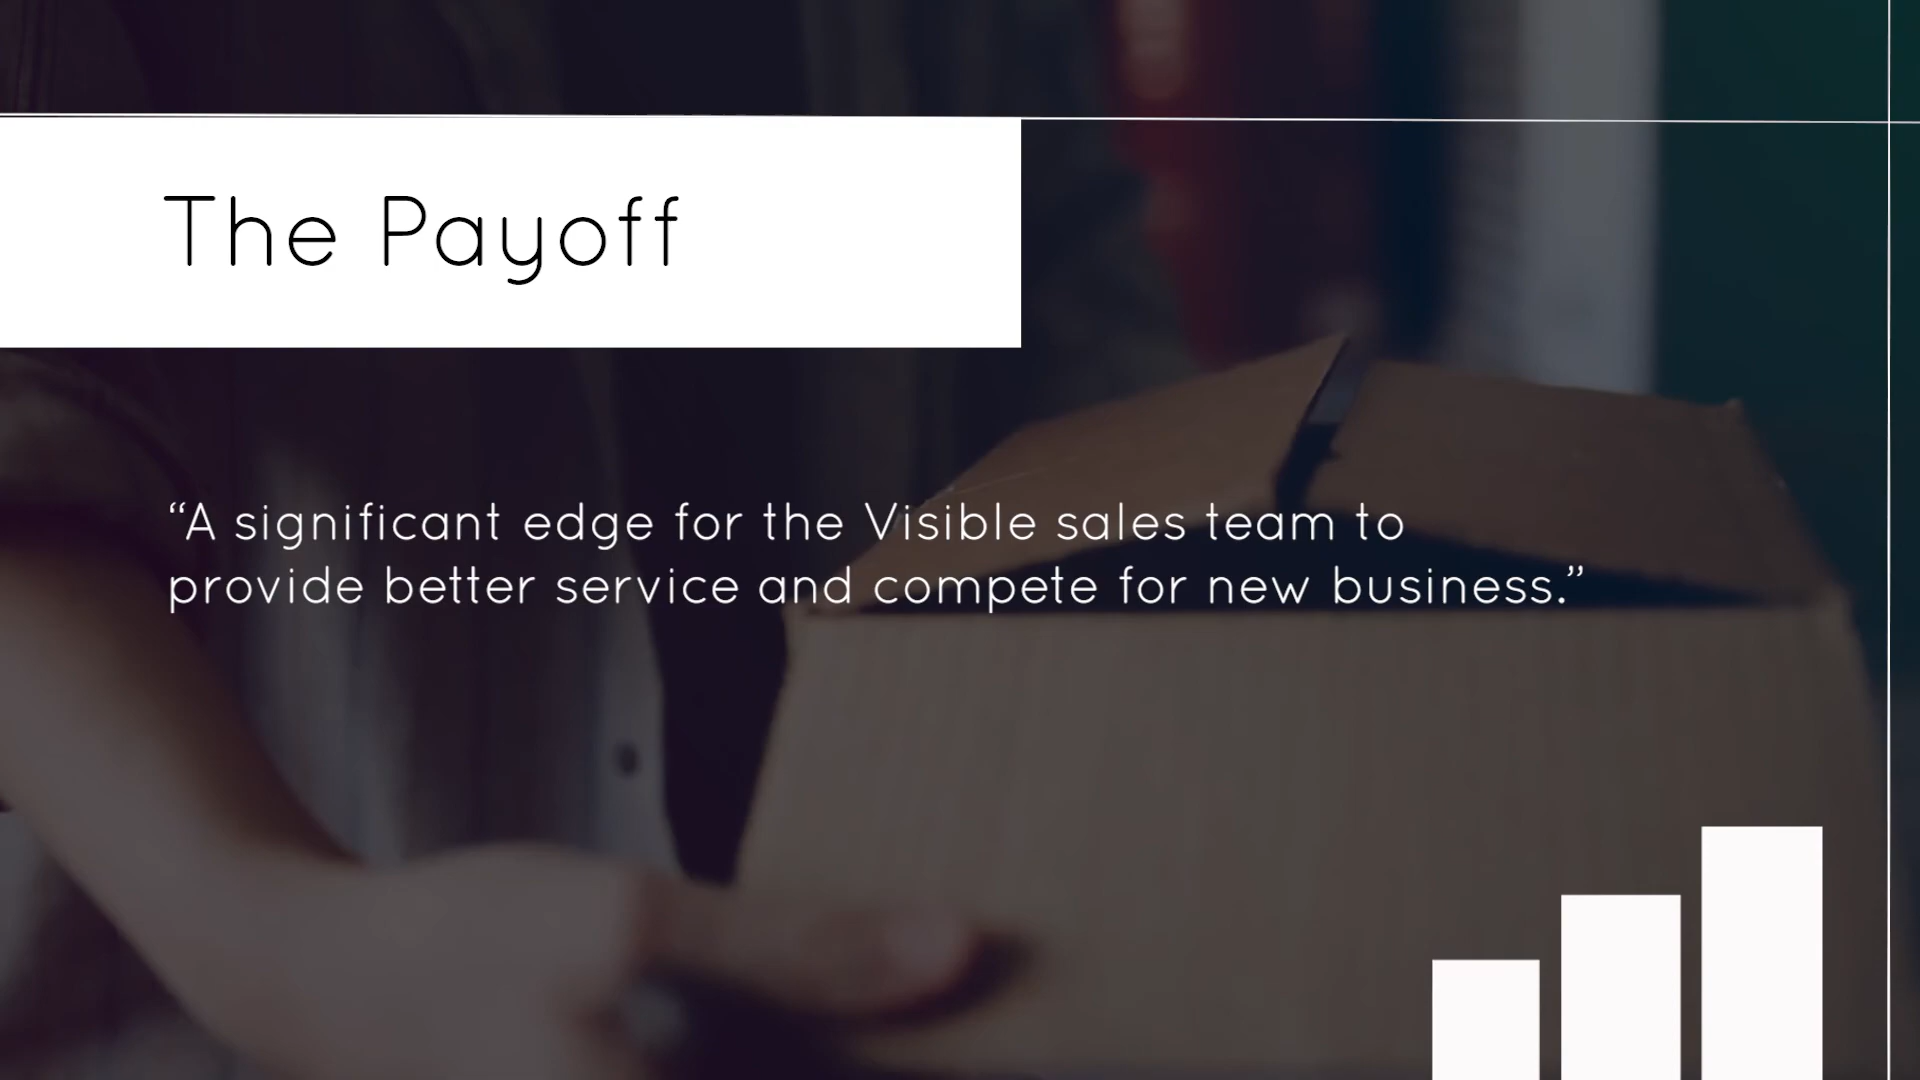 The Payoff
“A significant edge for the Visible sales team to
provide better service and compete for new business.”